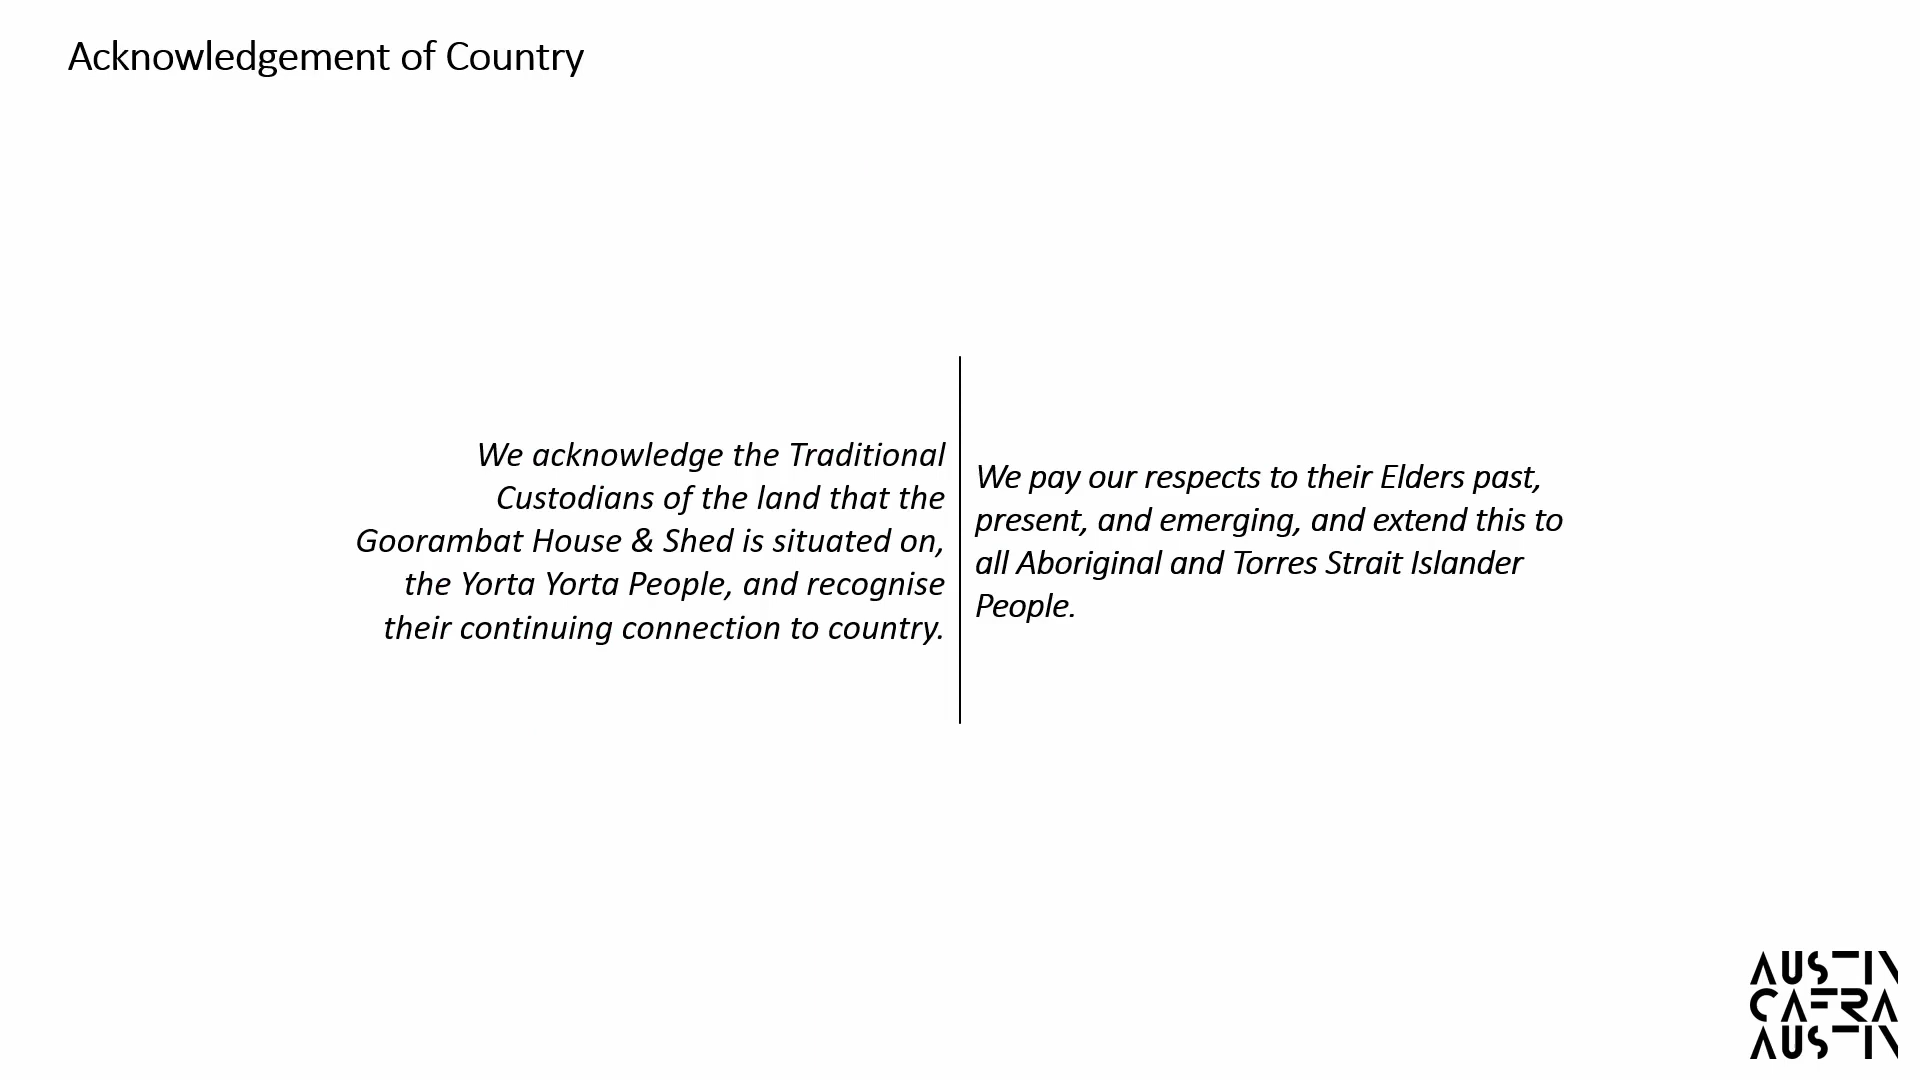 Acknowledgement of Country
We acknowledge the Traditional
Custodians of the land that the
Goorambat House & Shed is situated on,
the Yorta Yorta People, and recognise
their continuing connection to country.
We pay our respects to their Elders past,
present, and emerging, and extend this to
all Aboriginal and Torres Strait Islander
People.
AUSTIN
CAFRA
AUSTIN